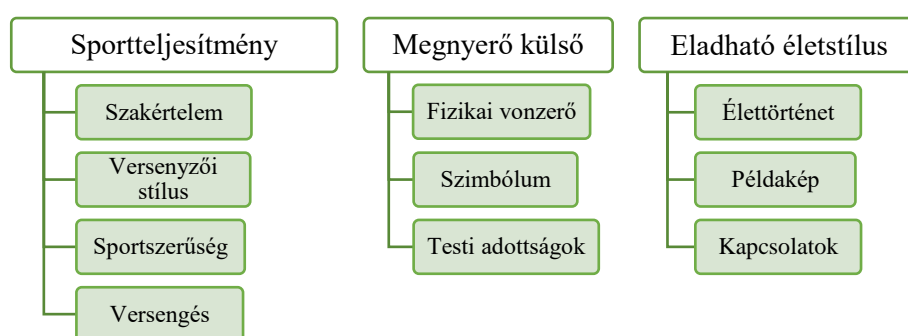 Sportteljesítmény
Szakértelem
Versenyzői
stílus
Sportszerűség
Versengés
Megnyerő külső
Fizikai vonzerő
Szimbólum
Testi adottságok
Eladható életstílus
Élettörténet
Példakép
Kapcsolatok